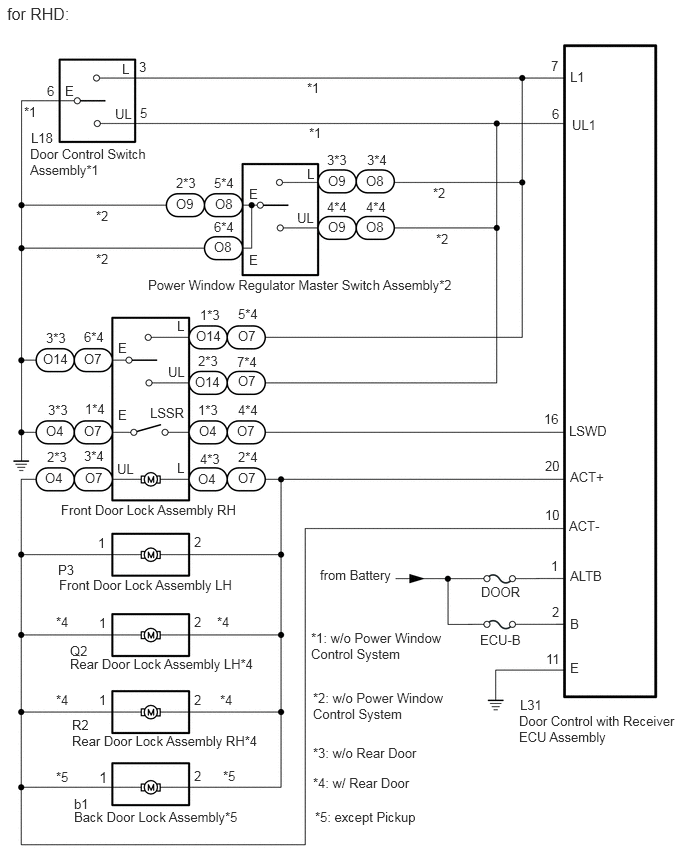 for RHD:
L 3 7 L1
6 E *1
*1 UL 5 6 UL1
L18 *1
Door Control Switch
Assembly*1
3*3 3*4
2*3 5*4 L O9 O8
O9 O8 E *2
*2 4*4 4*4
6*4 UL O9 O8
O8 *2
*2 E
Power Window Regulator Master Switch Assembly*2
1*3 5*4
L O14 O7
3*3 6*4 E
O14 O7 2*3 7*4
UL O14 O7
3*3 1*4 E LSSR 1*3 4*4 16
O4 O7 O4 O7 LSWD
2*3 3*4 UL L 4*3 2*4 20
O4 O7 M O4 O7 ACT+
Front Door Lock Assembly RH
10 ACT-
1 M 2
P3
Front Door Lock Assembly LH
from Battery 1 ALTB
DOOR
*4 1 M 2 *4 2 B
ECU-B
Q2
Rear Door Lock Assembly LH*4
*1: w/o Power Window
Control System
11 E
*4 1 M 2 *4
R2
Rear Door Lock Assembly RH*4
*2: w/o Power Window
Control System
L31
Door Control with Receiver
ECU Assembly
*3: w/o Rear Door
*5 1 M 2 *5
*4: w/ Rear Door
b1
Back Door Lock Assembly*5
*5: except Pickup